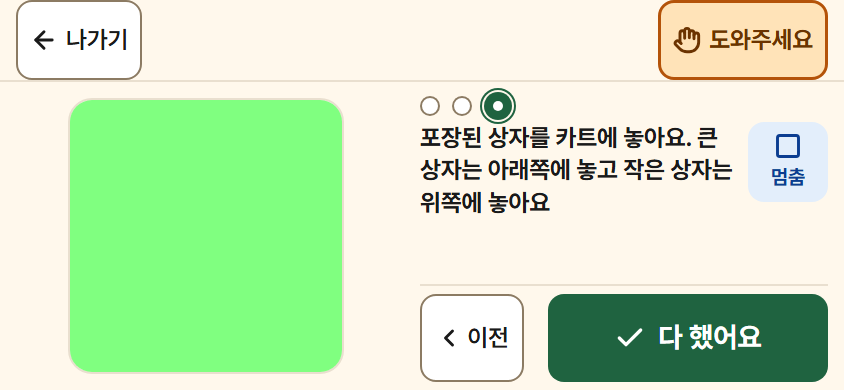 나가기
도와주세요
포장된 상자를 카트에 놓아요. 큰
상자는 아래쪽에 놓고 작은 상자는
위쪽에 놓아요
멈춤
이전
다 했어요